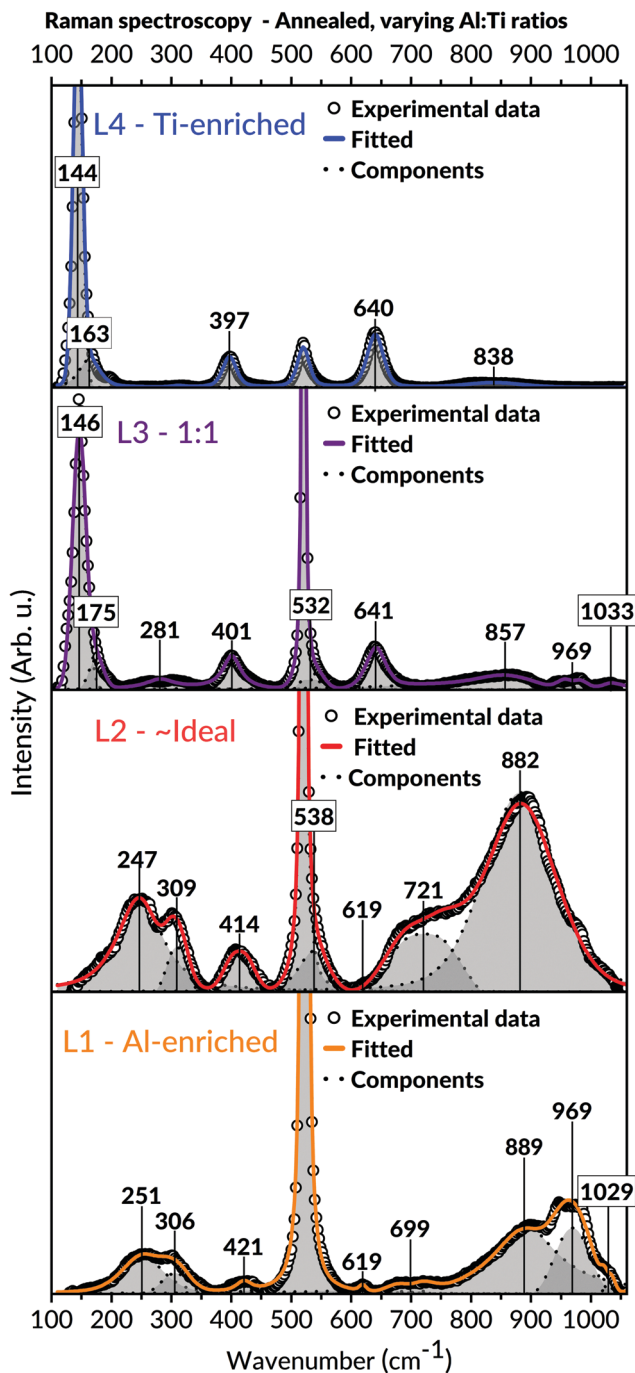 Raman spectroscopy - Annealed, varying Al:Ti ratios
100 200 300 400 500 600 700 800 900 1000
L4 - Ti-enriched
Experimental data
Fitted
Components
144
163
397
640
838
L3 - 1:1
Experimental data
Fitted
Components
146
175
281
401
532
641
857
969
1033
L2 - ~Ideal
Experimental data
Fitted
Components
247
309
414
538
619
721
882
L1 - Al-enriched
Experimental data
Fitted
Components
251
306
421
619
699
889
969
1029
100 200 300 400 500 600 700 800 900 1000
Wavenumber (cm-1)
Intensity (Arb. u.)